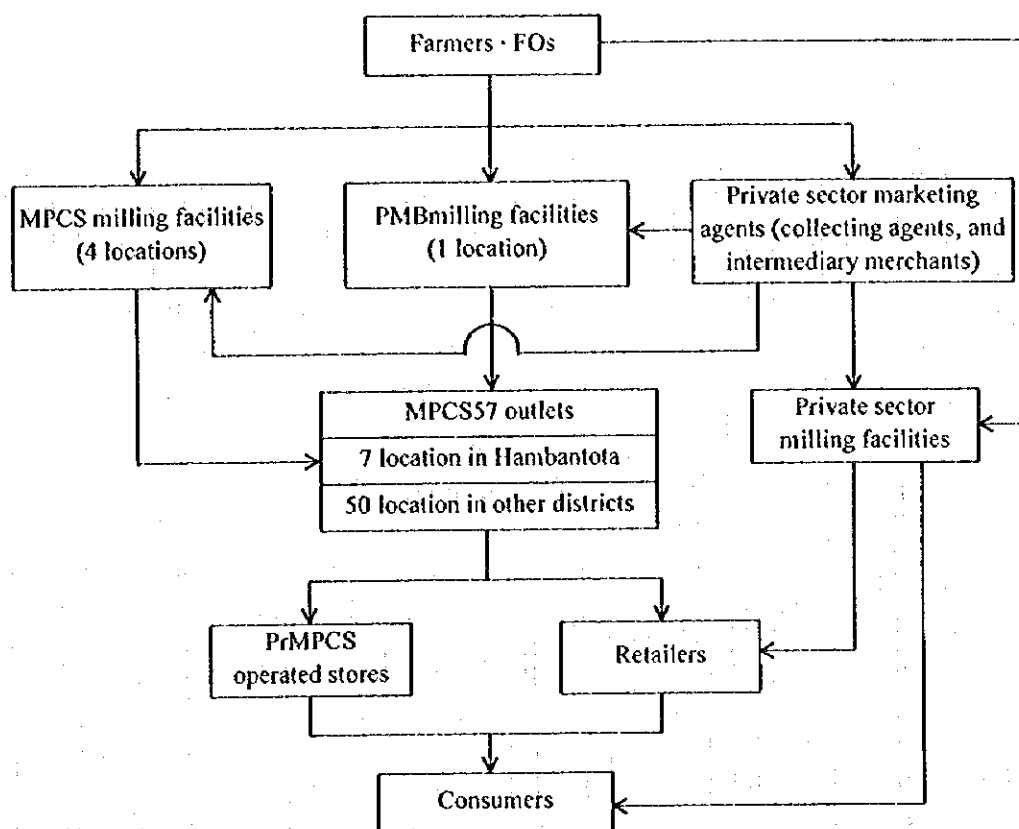 Farmers · FOs
MPCS milling facilities
(4 locations)
PMBmilling facilities
(1 location)
Private sector marketing
agents (collecting agents, and
intermediary merchants)
MPCS57 outlets
7 location in Hambantota
50 location in other districts
Private sector
milling facilities
PrMPCS
operated stores
Retailers
Consumers